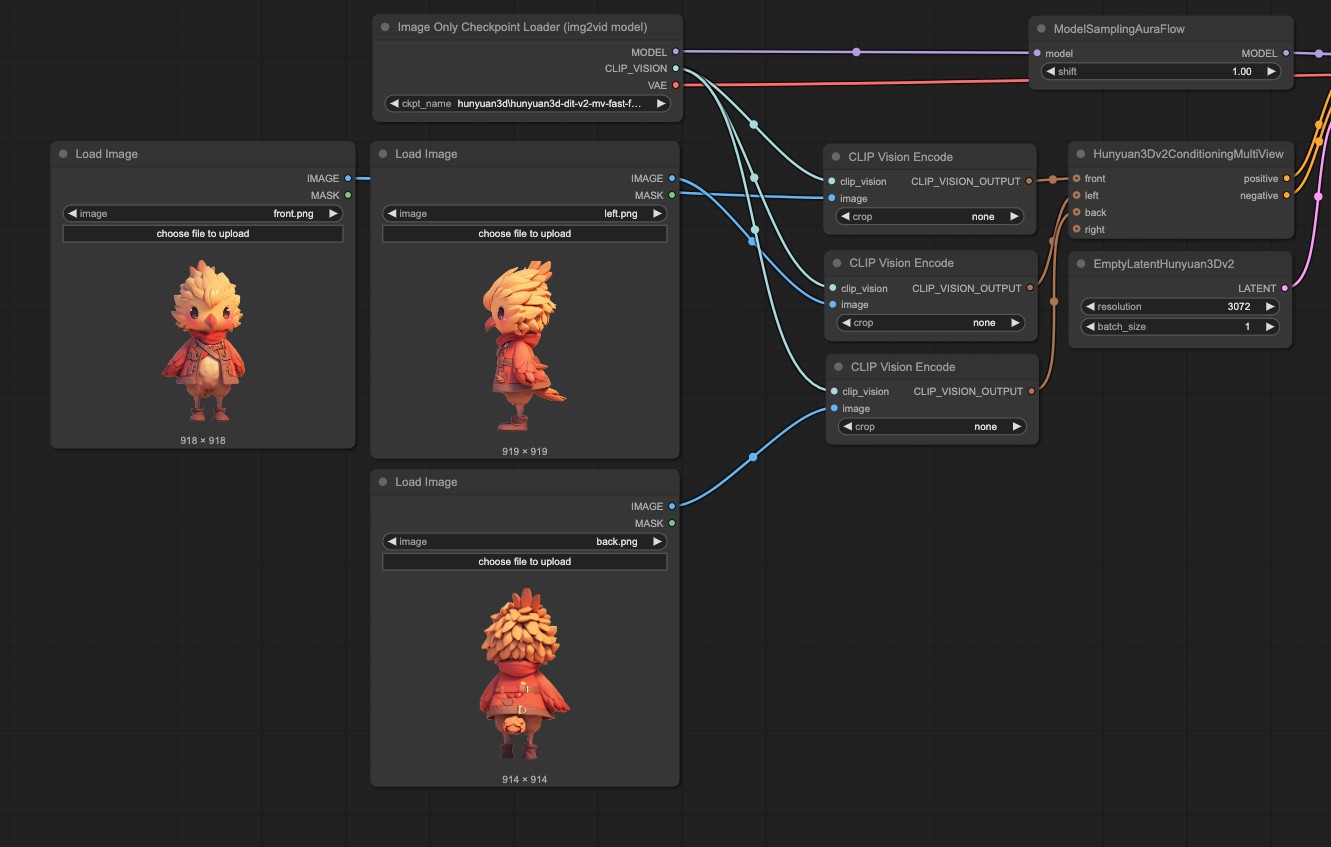 Image Only Checkpoint Loader (img2vid model)
MODEL
CLIP_VISION
VAE
ckpt_name hunyuan3d\hunyuan3d-dit-v2-mv-fast-f...
ModelSamplingAuraFlow
model MODEL
shift 1.00
Load Image
IMAGE
MASK
image front.png
choose file to upload
918 × 918
Load Image
IMAGE
MASK
image left.png
choose file to upload
919 × 919
Load Image
IMAGE
MASK
image back.png
choose file to upload
914 × 914
CLIP Vision Encode
clip_vision CLIP_VISION_OUTPUT
image
crop none
CLIP Vision Encode
clip_vision CLIP_VISION_OUTPUT
image
crop none
CLIP Vision Encode
clip_vision CLIP_VISION_OUTPUT
image
crop none
Hunyuan3Dv2ConditioningMultiView
front positive
left negative
back
right
EmptyLatentHunyuan3Dv2
LATENT
resolution 3072
batch_size 1